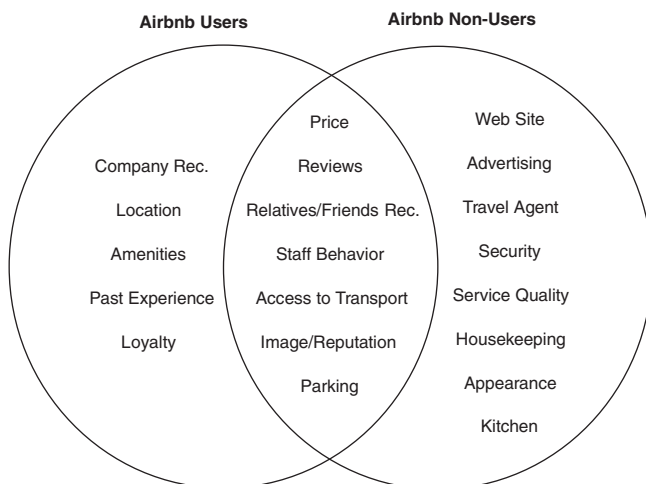 Airbnb Users
Airbnb Non-Users
Company Rec.
Location
Amenities
Past Experience
Loyalty
Price
Reviews
Relatives/Friends Rec.
Staff Behavior
Access to Transport
Image/Reputation
Parking
Web Site
Advertising
Travel Agent
Security
Service Quality
Housekeeping
Appearance
Kitchen